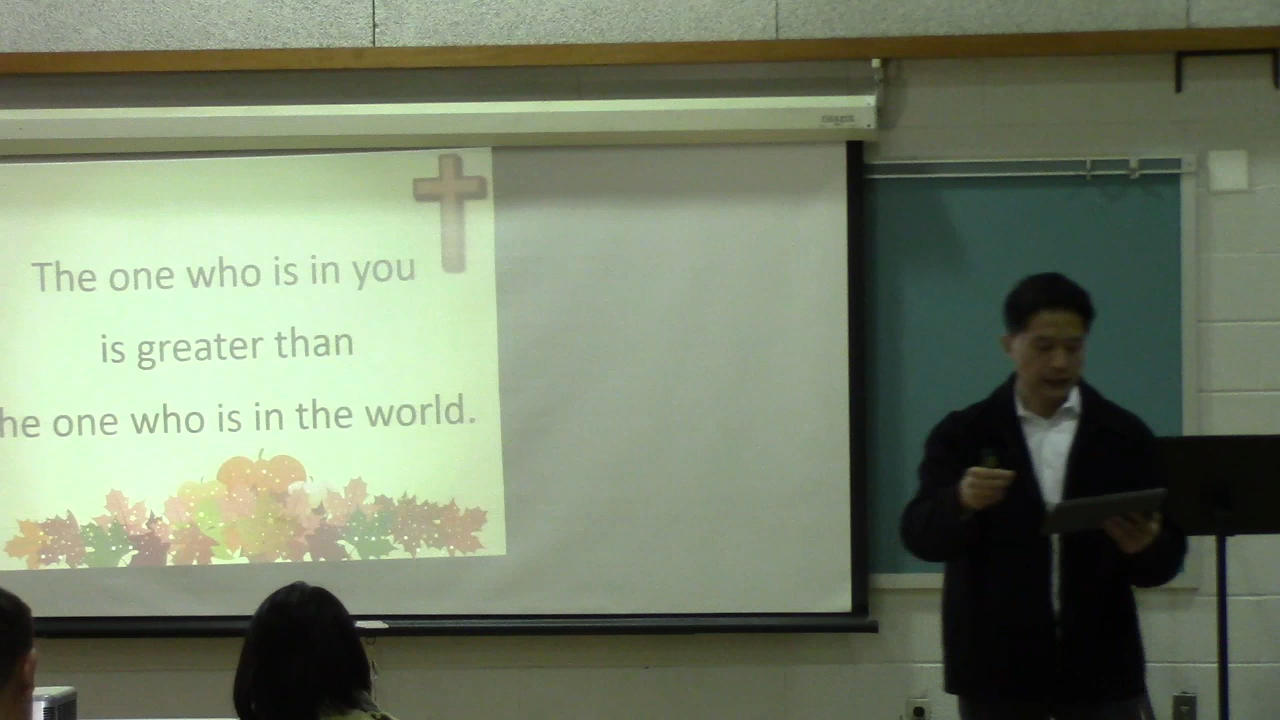 The one who is in you
is greater than
he one who is in the world.